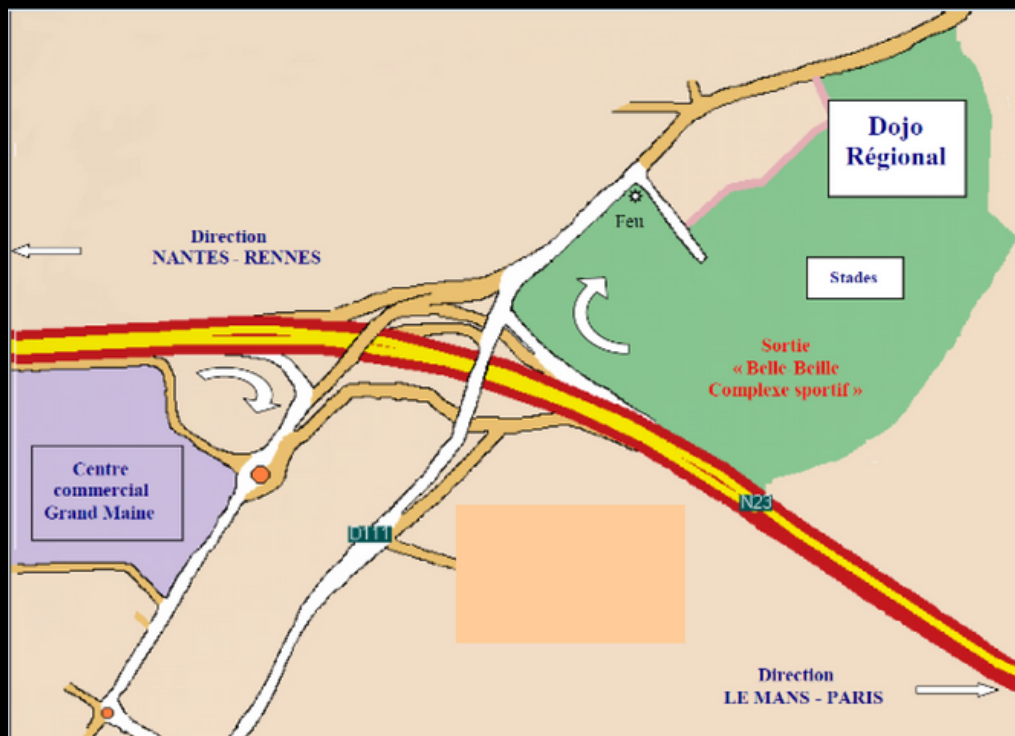 Dojo
Régional
Feu
Direction
NANTES - RENNES
Stades
Sortie
« Belle-Beille
Complexe sportif »
Centre
commercial
Grand Maine
N23
D111
Direction
LE MANS - PARIS